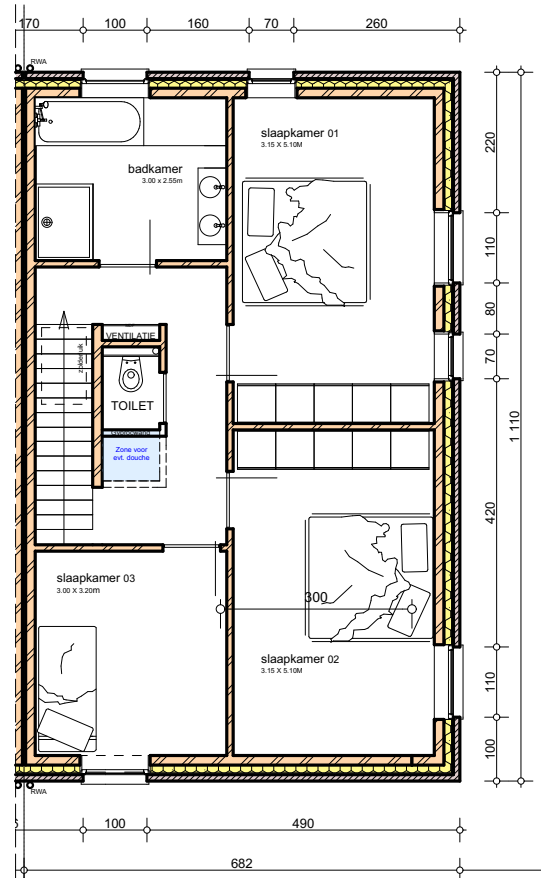 170 100 160 70 260
RWA
slaapkamer 01
3.15 X 5.10M
badkamer
3.00 x 2.55m
220
110
80
70
1 110
420
110
100
zolderluik
VENTILATIE
TOILET
Zone voor
evt. douche
slaapkamer 03
3.00 X 3.20m
300
slaapkamer 02
3.15 X 5.10M
RWA
100 490
682